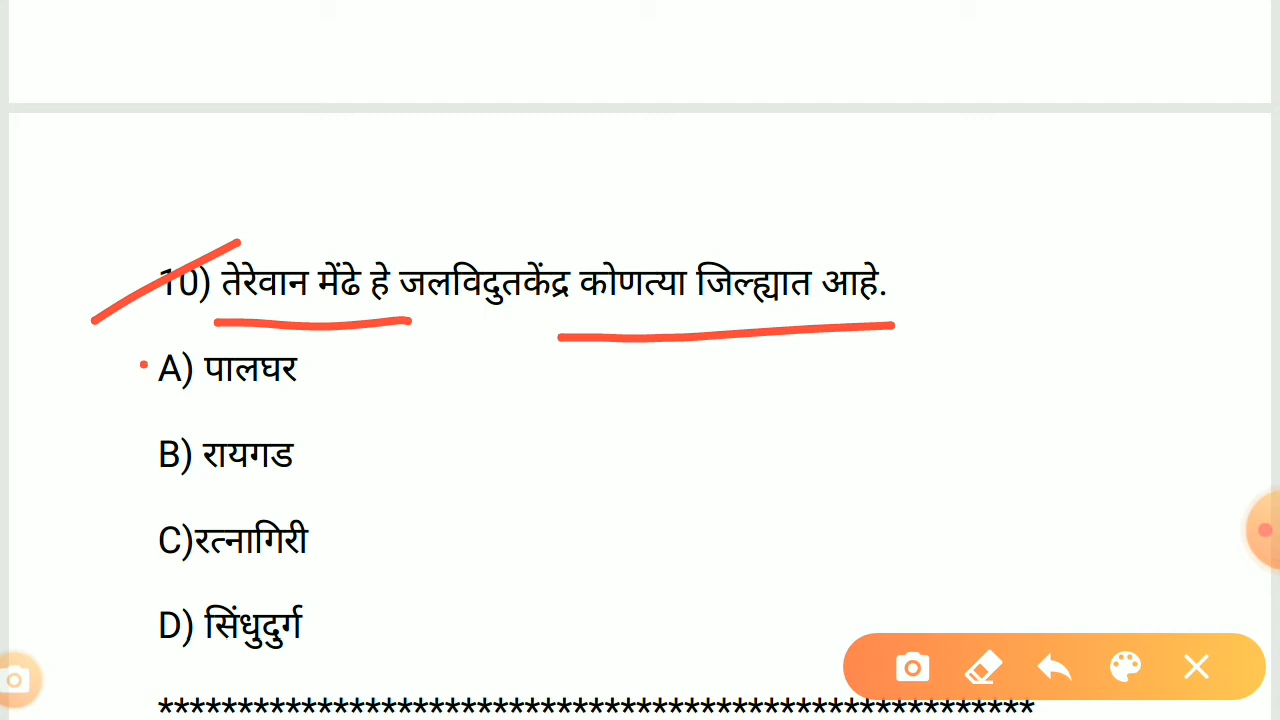 10) तेरेवान मेंढे हे जलविदुतकेंद्र कोणत्या जिल्ह्यात आहे.
A) पालघर
B) रायगड
C)रत्नागिरी
D) सिंधुदुर्ग
*******************************************************